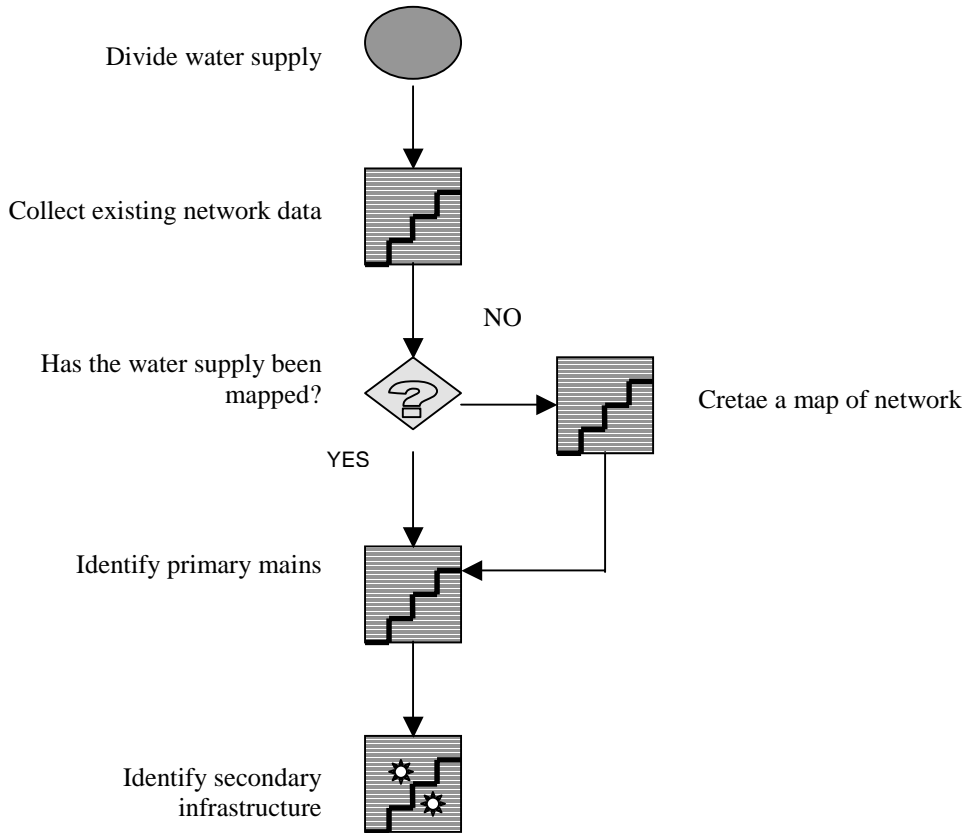 Divide water supply
Collect existing network data
NO
Has the water supply been
mapped?
?
Cretae a map of network
YES
Identify primary mains
Identify secondary
infrastructure